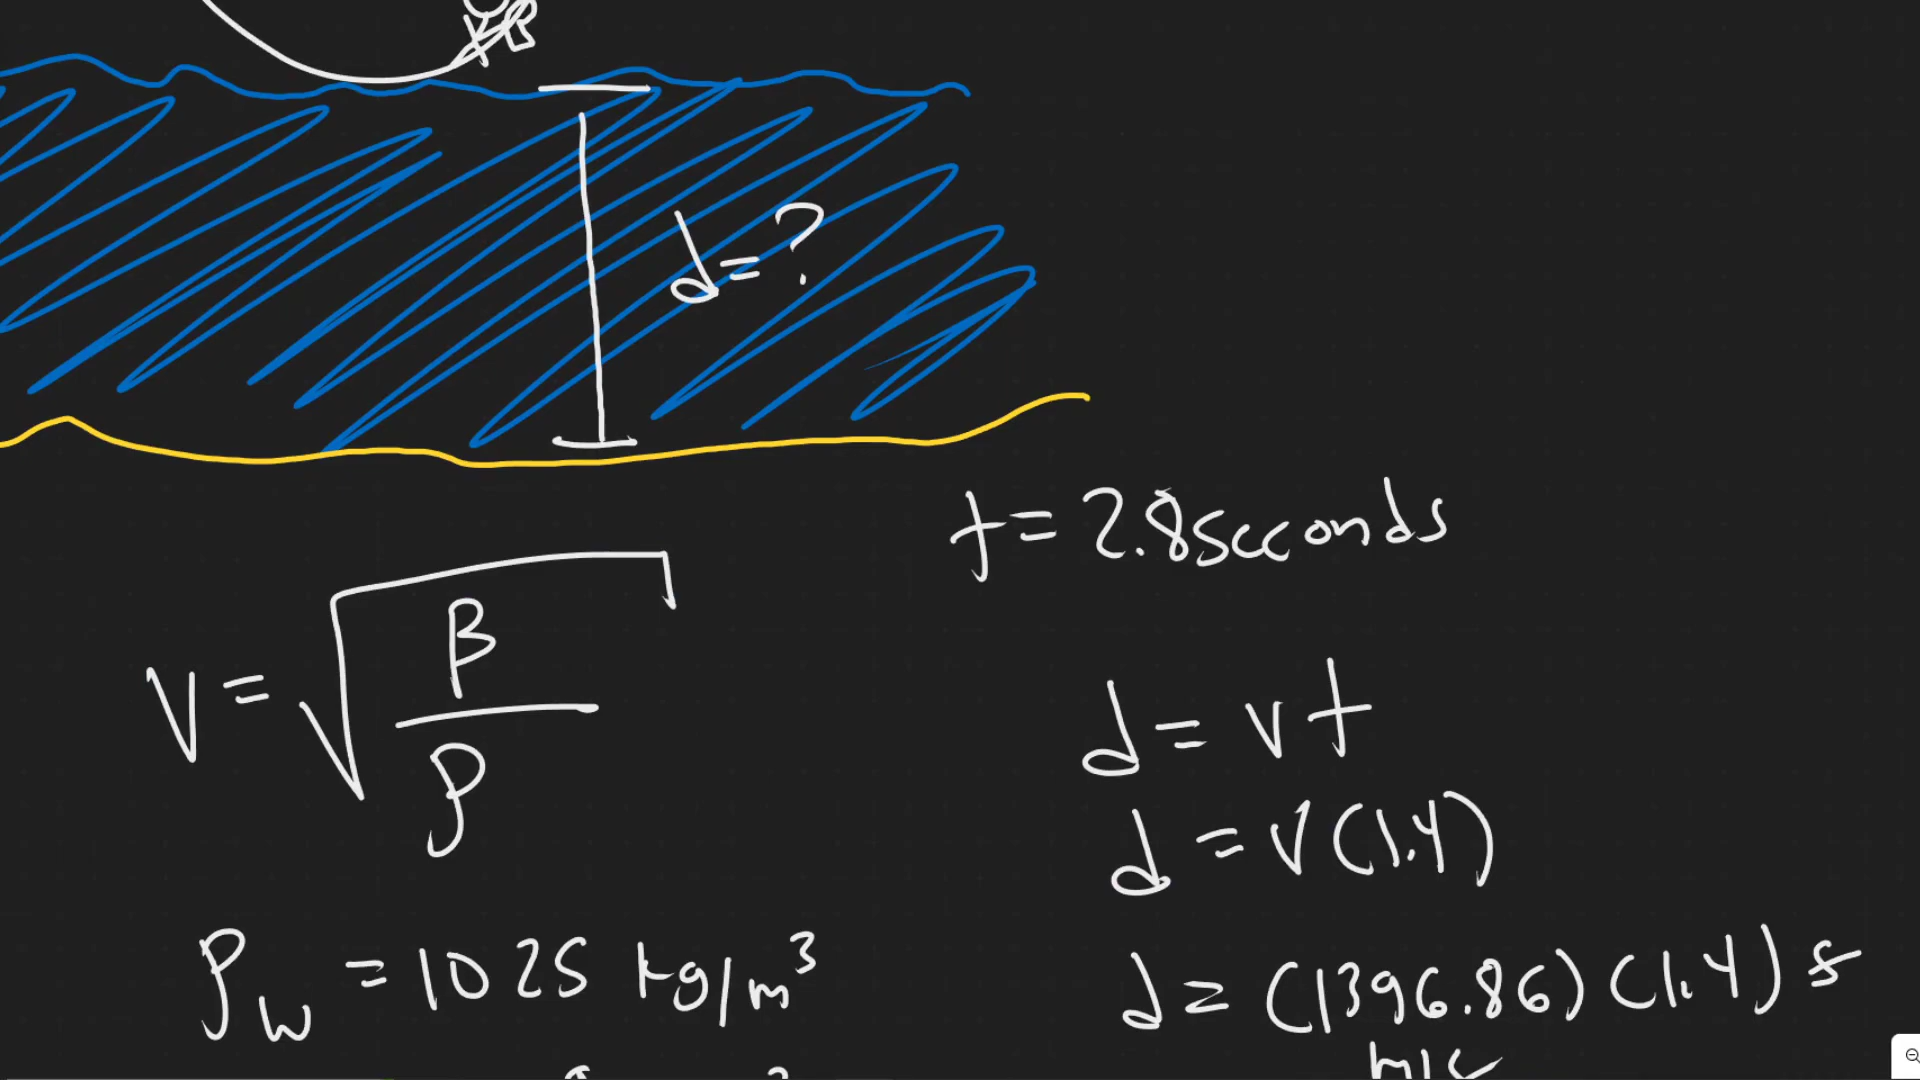 d=?
t=2.8seconds
V=√(β/ρ)
d=vt
d=V(1.4)
ρw=1025 kg/m³
d=(1396.86)(1.4)s